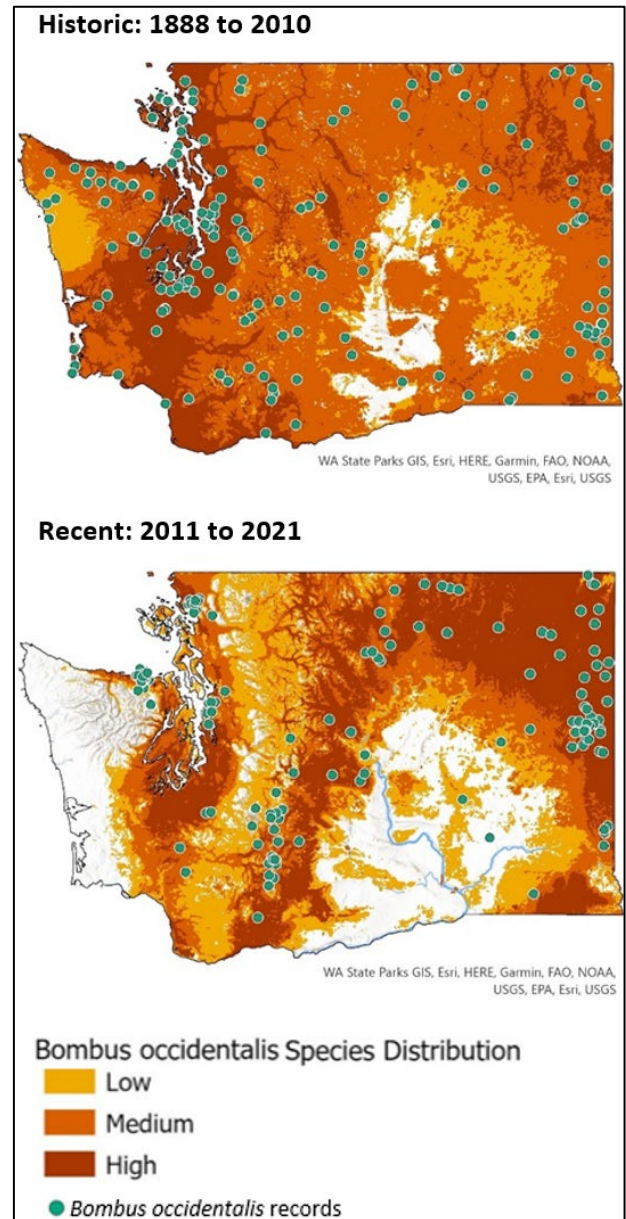 Historic: 1888 to 2010
WA State Parks GIS, Esri, HERE, Garmin, FAO, NOAA,
USGS, EPA, Esri, USGS
Recent: 2011 to 2021
WA State Parks GIS, Esri, HERE, Garmin, FAO, NOAA,
USGS, EPA, Esri, USGS
Bombus occidentalis Species Distribution
Low
Medium
High
Bombus occidentalis records